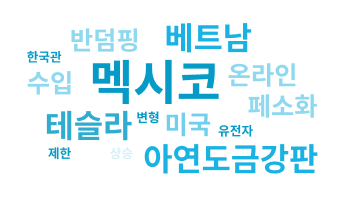 반덤핑 베트남
한국관
수입 멕시코 온라인
페소화
테슬라 변형 미국 유전자
제한 상승 아연도금강판